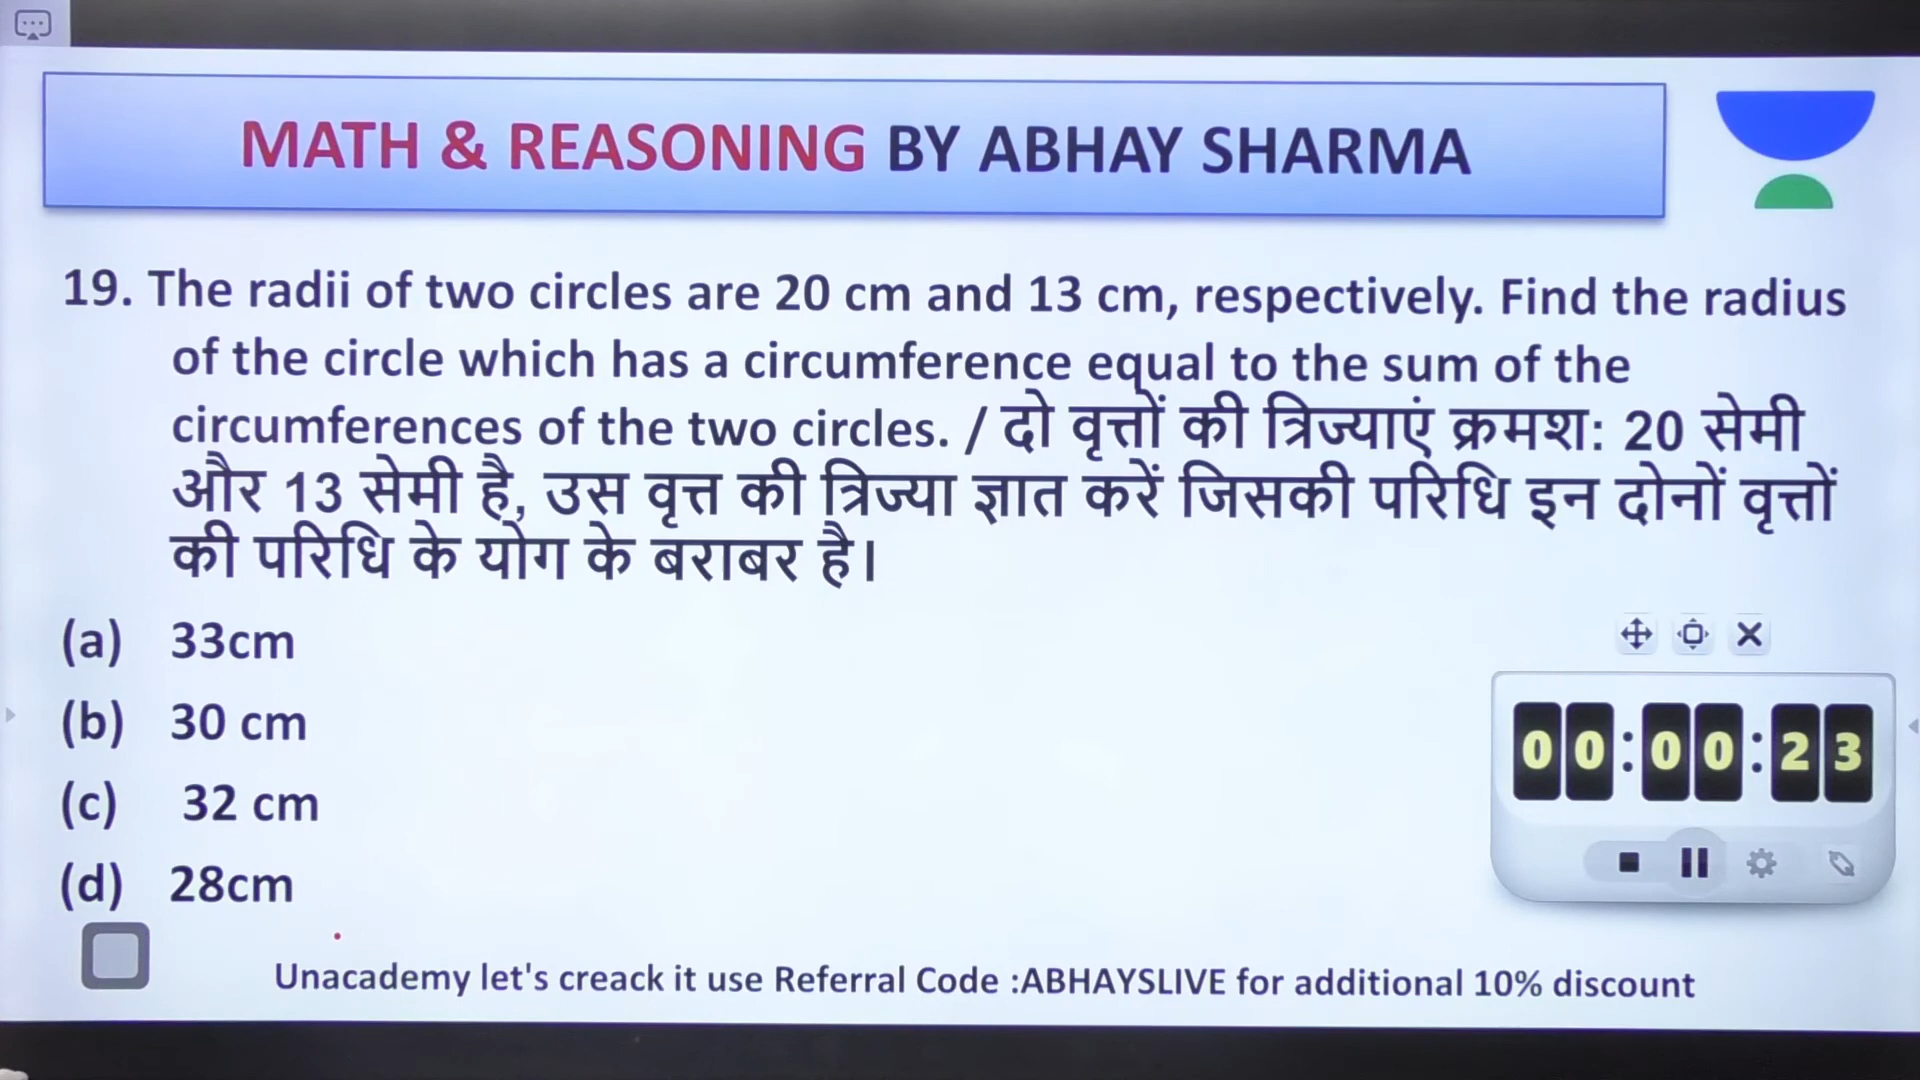 MATH & REASONING BY ABHAY SHARMA
19. The radii of two circles are 20 cm and 13 cm, respectively. Find the radius
of the circle which has a circumference equal to the sum of the
circumferences of the two circles. / दो वृत्तों की त्रिज्याएं क्रमश: 20 सेमी
और 13 सेमी है, उस वृत्त की त्रिज्या ज्ञात करें जिसकी परिधि इन दोनों वृत्तों
की परिधि के योग के बराबर है।
(a) 33cm
(b) 30 cm
(c) 32 cm
(d) 28cm
00:00:23
Unacademy let's creack it use Referral Code :ABHAYSLIVE for additional 10% discount